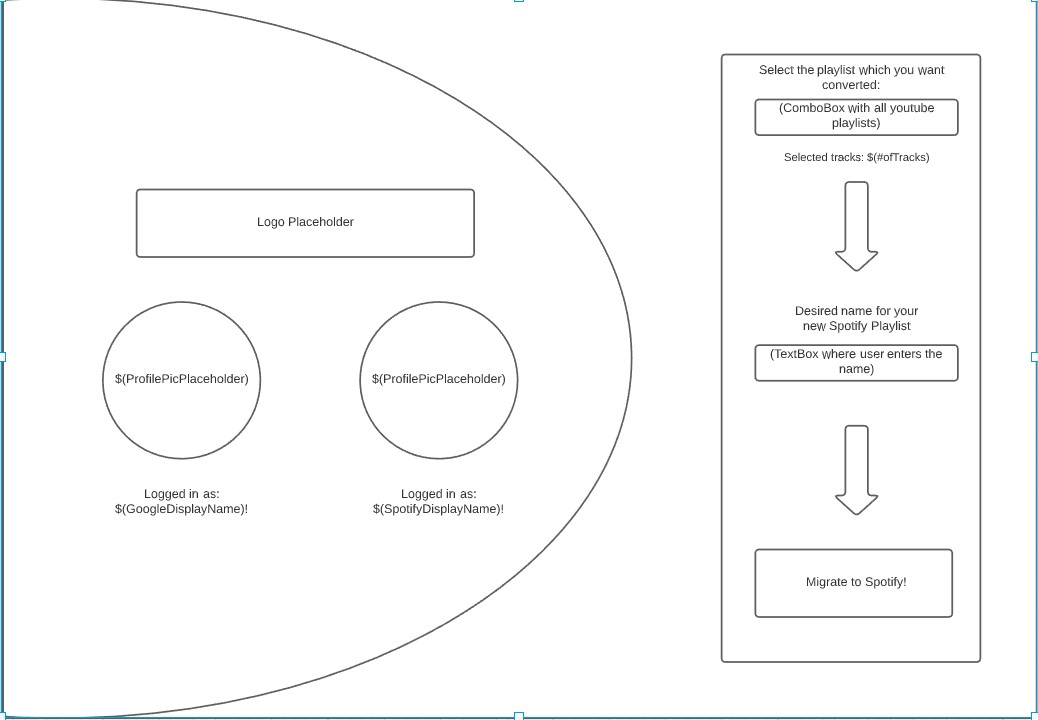 Logo Placeholder
$(ProfilePicPlaceholder)
$(ProfilePicPlaceholder)
Logged in as:
$(GoogleDisplayName)!
Logged in as:
$(SpotifyDisplayName)!
Select the playlist which you want
converted:
(ComboBox with all youtube
playlists)
Selected tracks: $(#ofTracks)
Desired name for your
new Spotify Playlist
(TextBox where user enters the
name)
Migrate to Spotify!